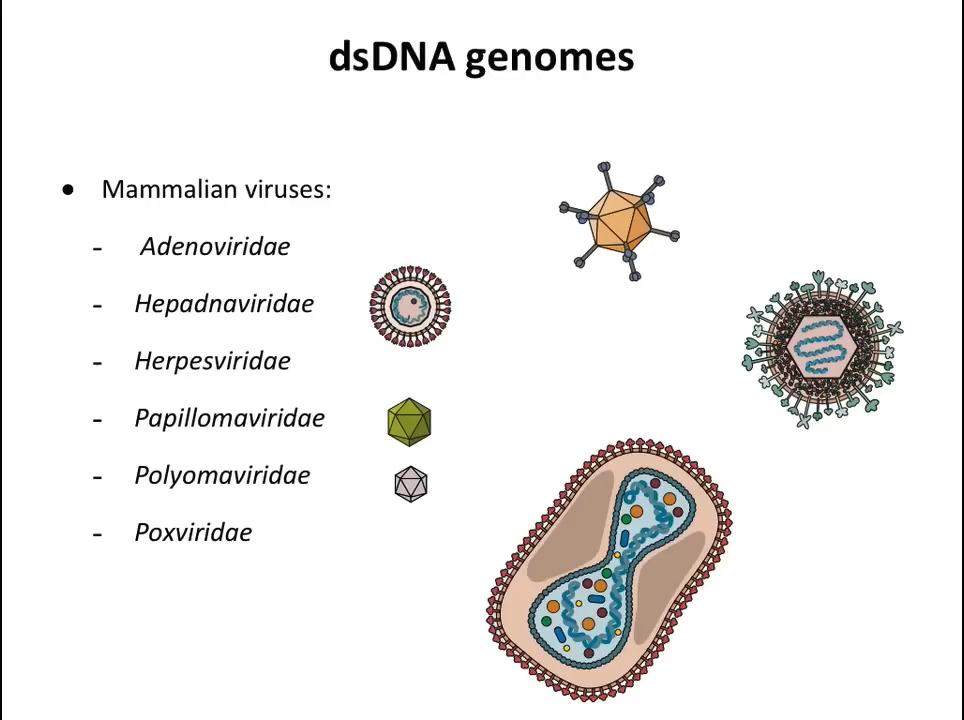 dsDNA genomes
• Mammalian viruses:
- Adenoviridae
- Hepadnaviridae
- Herpesviridae
- Papillomaviridae
- Polyomaviridae
- Poxviridae